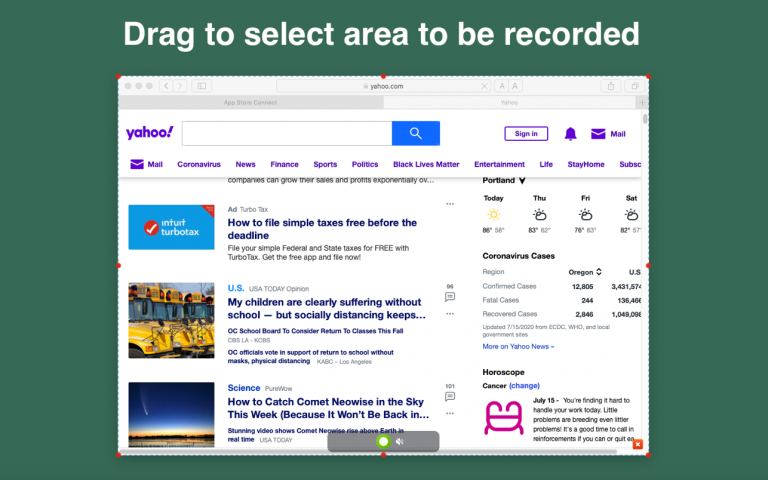 Drag to select area to be recorded
yahoo.com
A A
App Store Connect
Yahoo
yahoo!
Sign in
Mail
Mail Coronavirus News Finance Sports Politics Black Lives Matter Entertainment Life StayHome Subsc
companies can grow their sales and profits exponentially ov...
Ad Turbo Tax
How to file simple taxes free before the
deadline
File your simple Federal and State taxes for FREE with
TurboTax. Get the free app and file now!
intuit
turbotax
U.S. USA TODAY Opinion
96
My children are clearly suffering without
school — but socially distancing keeps...
OC School Board To Consider Return To Classes This Fall
CBS LA - KCBS
OC officials vote in support of return to school without
masks, physical distancing KABC – Los Angeles
Science PureWow
101
How to Catch Comet Neowise in the Sky
This Week (Because It Won't Be Back in...
Stunning video shows Comet Neowise rise above Earth in
real time USA TODAY
Portland
Today Thu Fri Sat
86° 58° 83° 62° 76° 63° 82° 57°
Coronavirus Cases
Region Oregon U.S.
Confirmed Cases 12,805 3,431,574
Fatal Cases 244 136,466
Recovered Cases 2,846 1,049,098
Updated 7/15/2020 from ECDC, WHO, and local
government sites
More on Yahoo News »
Horoscope
Cancer (change)
July 15 - You're finding it hard to
handle your work today. Little
problems are breeding even littler
problems! It's a good time to call in
reinforcements if you can or quit ea